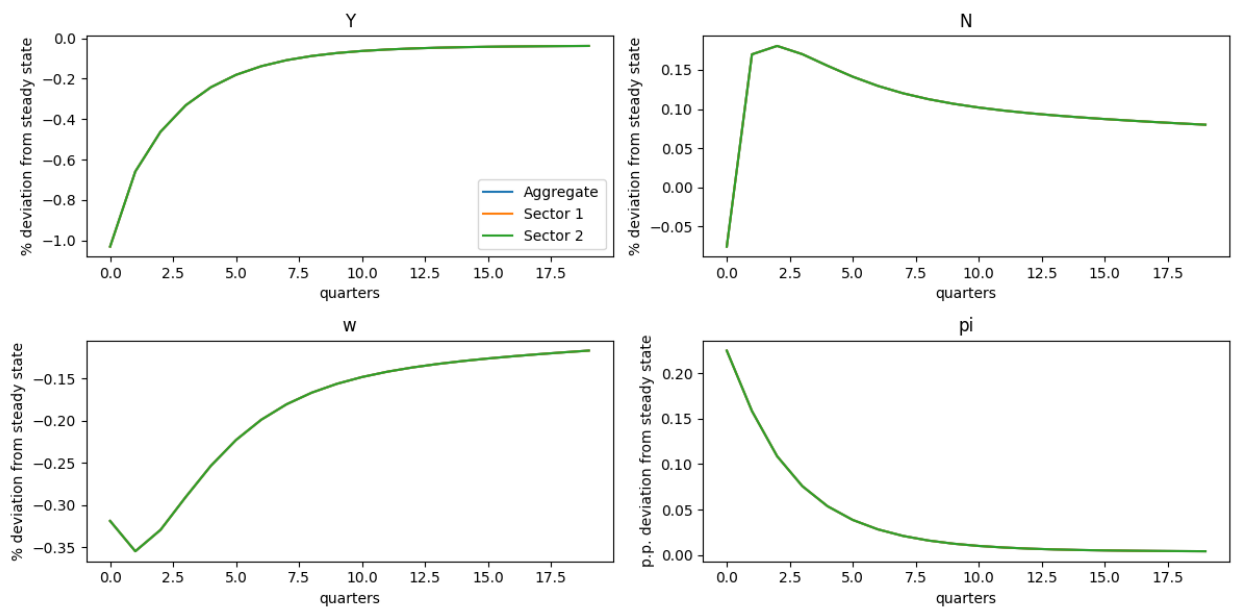 Y
% deviation from steady state
0.0
−0.2
−0.4
−0.6
−0.8
−1.0
Aggregate
Sector 1
Sector 2
0.0 2.5 5.0 7.5 10.0 12.5 15.0 17.5
quarters
N
% deviation from steady state
0.15
0.10
0.05
0.00
−0.05
0.0 2.5 5.0 7.5 10.0 12.5 15.0 17.5
quarters
w
% deviation from steady state
−0.15
−0.20
−0.25
−0.30
−0.35
0.0 2.5 5.0 7.5 10.0 12.5 15.0 17.5
quarters
pi
p.p. deviation from steady state
0.20
0.15
0.10
0.05
0.00
0.0 2.5 5.0 7.5 10.0 12.5 15.0 17.5
quarters